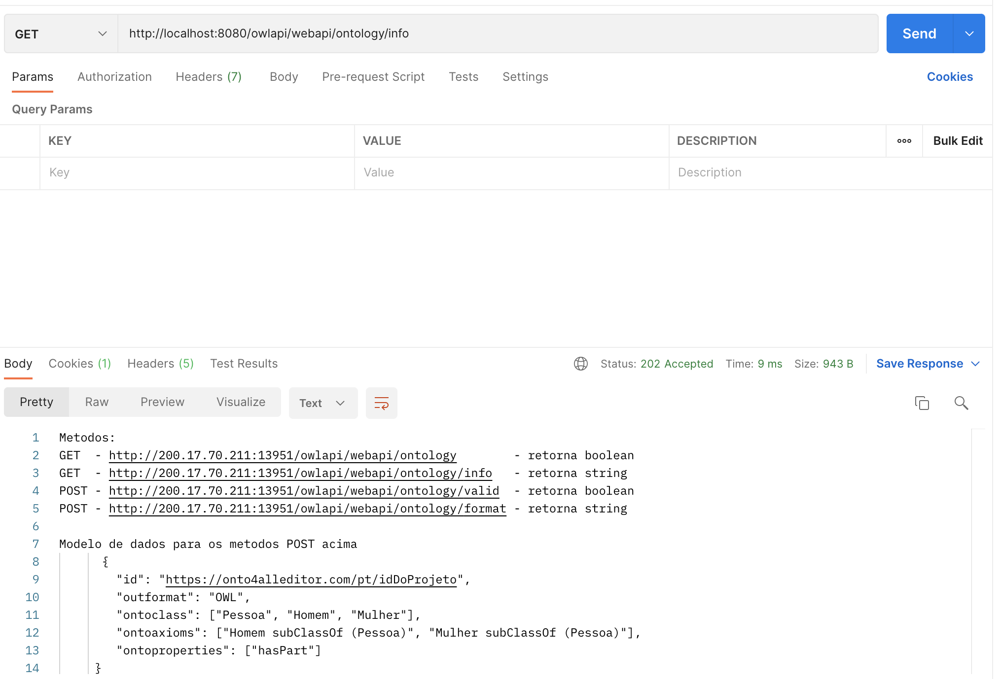 GET http://localhost:8080/owlapi/webapi/ontology/info Send
Params Authorization Headers (7) Body Pre-request Script Tests Settings Cookies
Query Params
KEY VALUE DESCRIPTION ooo Bulk Edit
Key Value Description
Body Cookies (1) Headers (5) Test Results Status: 202 Accepted Time: 9 ms Size: 943 B Save Response
Pretty Raw Preview Visualize Text
1 Metodos:
2 GET  - http://200.17.70.211:13951/owlapi/webapi/ontology        - retorna boolean
3 GET  - http://200.17.70.211:13951/owlapi/webapi/ontology/info   - retorna string
4 POST - http://200.17.70.211:13951/owlapi/webapi/ontology/valid  - retorna boolean
5 POST - http://200.17.70.211:13951/owlapi/webapi/ontology/format - retorna string
6
7 Modelo de dados para os metodos POST acima
8 {
9 "id": "https://onto4alleditor.com/pt/idDoProjeto",
10 "outformat": "OWL",
11 "ontoclass": ["Pessoa", "Homem", "Mulher"],
12 "ontoaxioms": ["Homem subClassOf (Pessoa)", "Mulher subClassOf (Pessoa)"],
13 "ontoproperties": ["hasPart"]
14 }